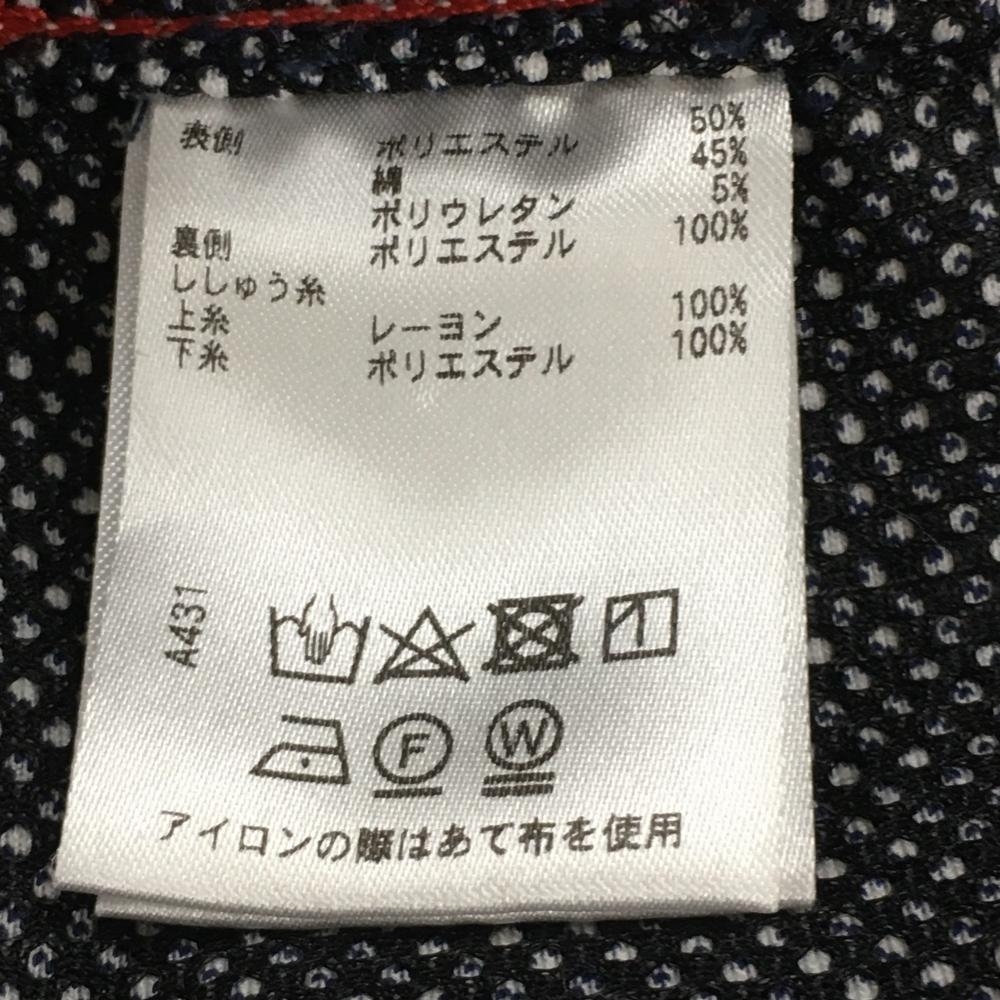 表側 ポリエステル 50%
綿 45%
ポリウレタン 5%
裏側 ポリエステル 100%
ししゅう糸
上糸 レーヨン 100%
下糸 ポリエステル 100%
A431
F W
アイロンの際はあて布を使用